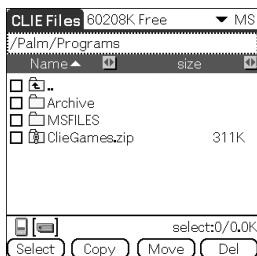 CLIE Files 60208K Free MS
/Palm/Programs
Name size
..
Archive
MSFILES
ClieGames.zip 311K
select:0/0.0K
Select Copy Move Del